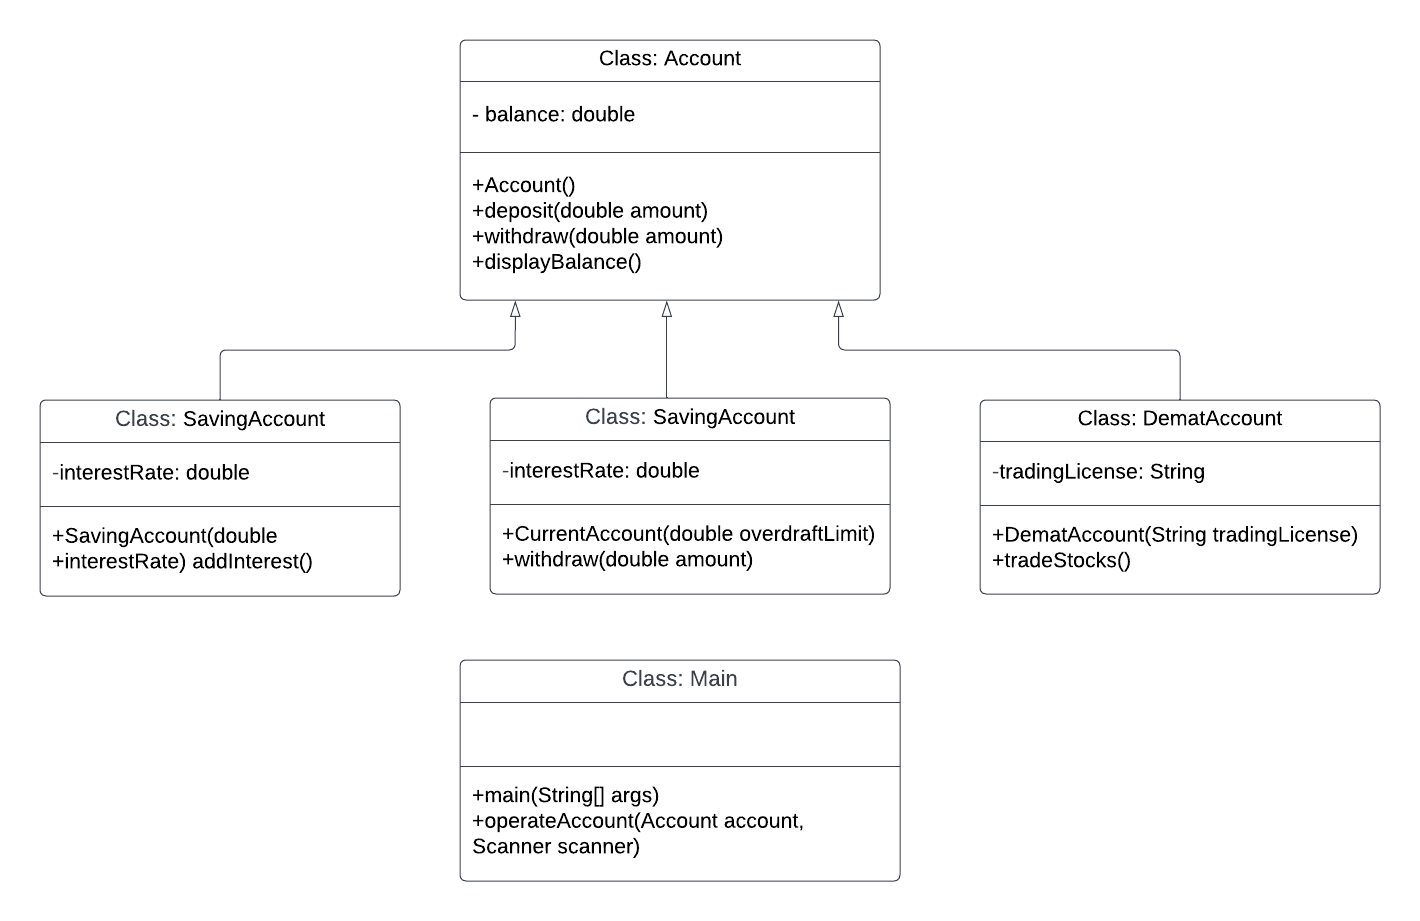 Class: Account
- balance: double
+Account()
+deposit(double amount)
+withdraw(double amount)
+displayBalance()
Class: SavingAccount
-interestRate: double
+SavingAccount(double
+interestRate) addInterest()
Class: SavingAccount
-interestRate: double
+CurrentAccount(double overdraftLimit)
+withdraw(double amount)
Class: DematAccount
-tradingLicense: String
+DematAccount(String tradingLicense)
+tradeStocks()
Class: Main
+main(String[] args)
+operateAccount(Account account,
Scanner scanner)